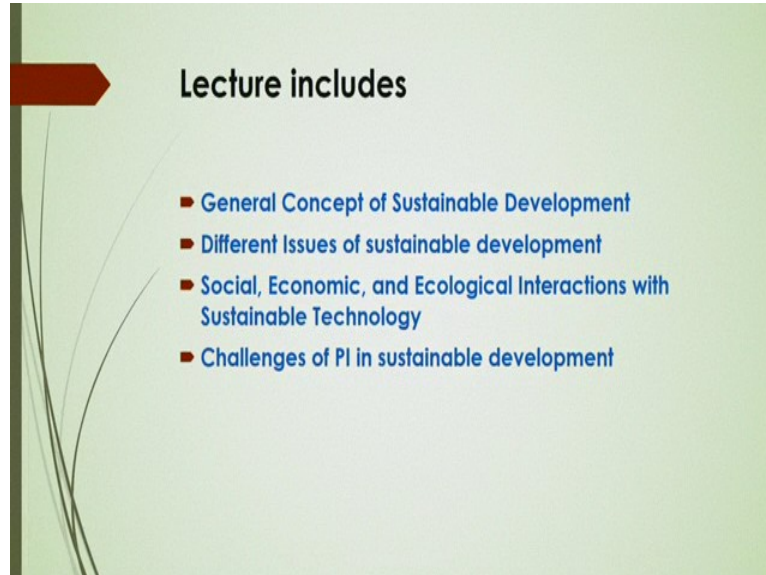 Lecture includes
General Concept of Sustainable Development
Different Issues of sustainable development
Social, Economic, and Ecological Interactions with
Sustainable Technology
Challenges of PI in sustainable development